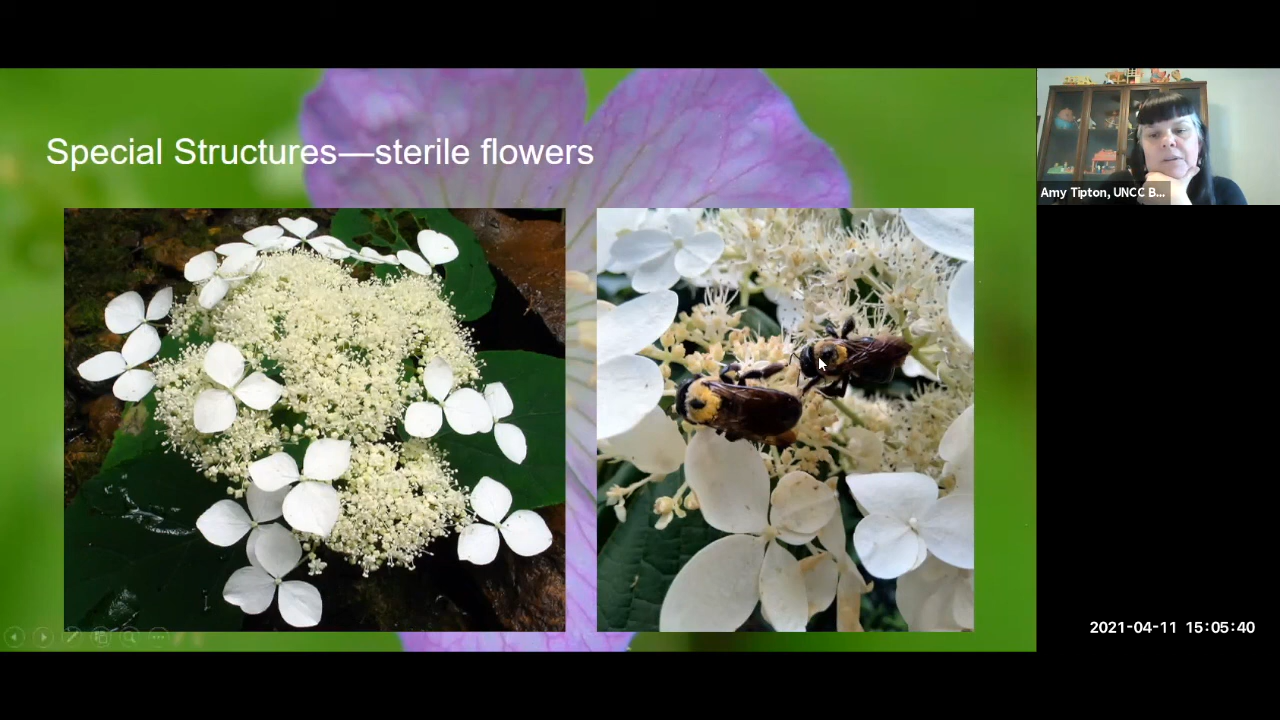 Special Structures—sterile flowers
Amy Tipton, UNCC B...
2021-04-11 15:05:40